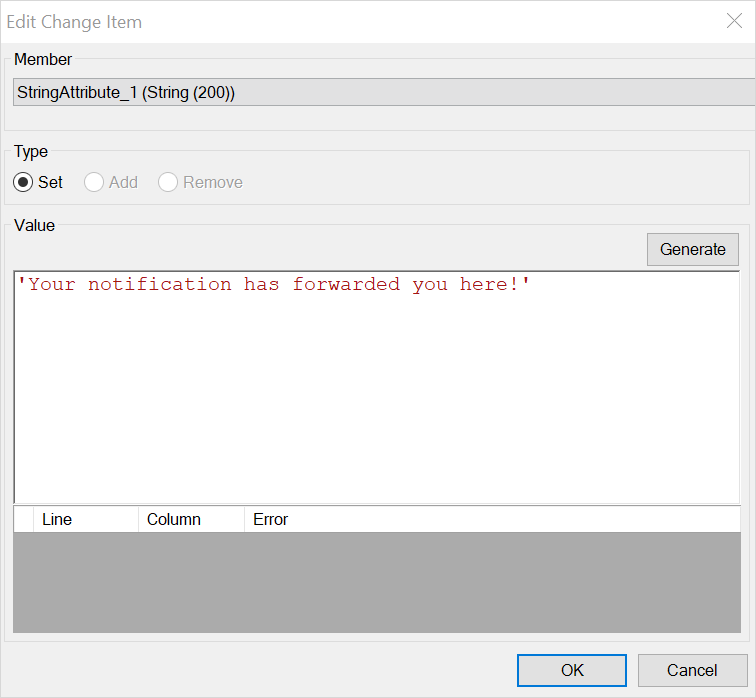 Edit Change Item
Member
StringAttribute_1 (String (200))
Type
Set Add Remove
Value
Generate
'Your notification has forwarded you here!'
Line Column Error
OK Cancel